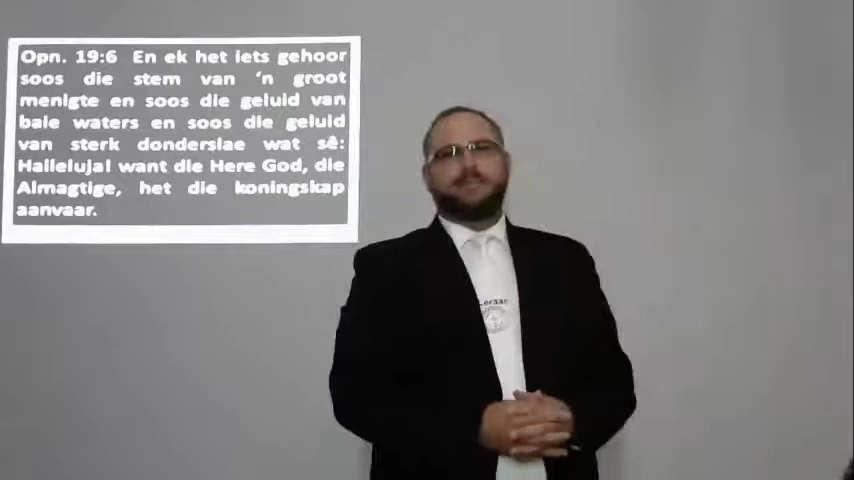 Opn. 19:6 En ek het iets gehoor
soos die stem van 'n groot
menigte en soos die geluid van
baie waters en soos die geluid
van sterk donderslae wat sê:
Halleluja! want die Here God, die
Almagtige, het die koningskap
aanvaar.
Leraar